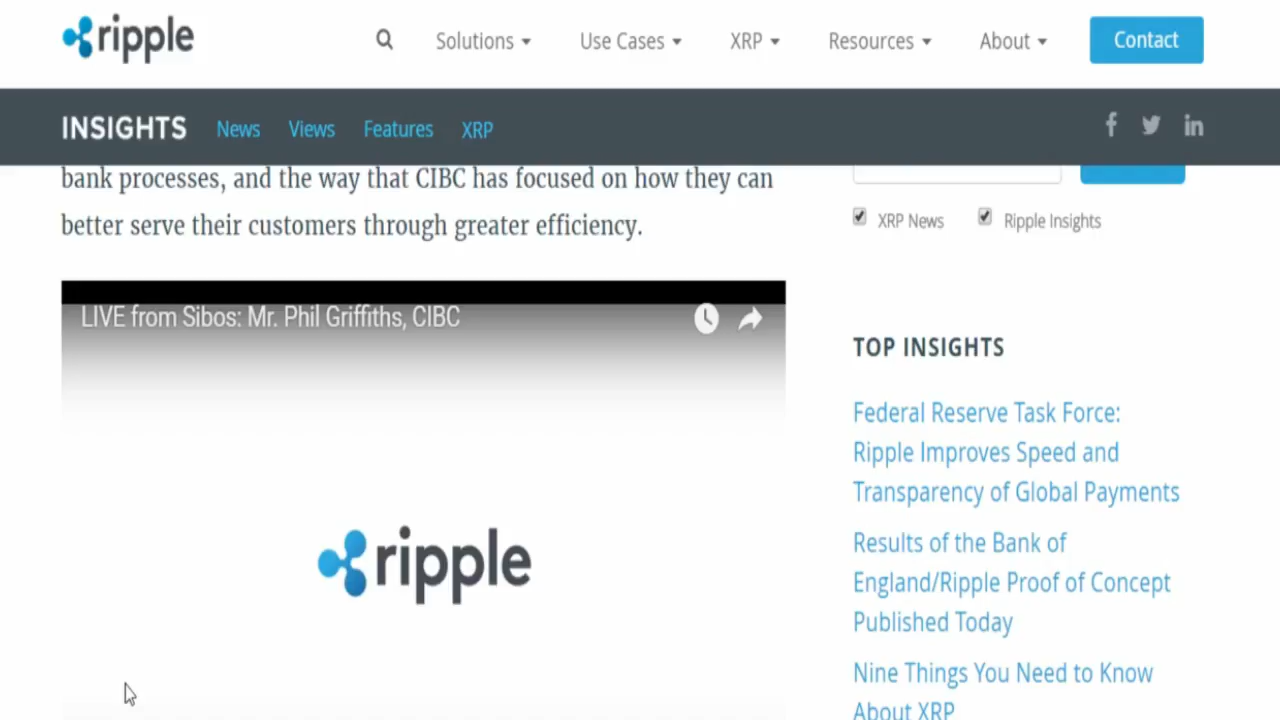 ripple
Solutions
Use Cases
XRP
Resources
About
Contact
INSIGHTS
News
Views
Features
XRP
bank processes, and the way that CIBC has focused on how they can
better serve their customers through greater efficiency.
XRP News
Ripple Insights
LIVE from Sibos: Mr. Phil Griffiths, CIBC
ripple
TOP INSIGHTS
Federal Reserve Task Force:
Ripple Improves Speed and
Transparency of Global Payments
Results of the Bank of
England/Ripple Proof of Concept
Published Today
Nine Things You Need to Know
About XRP